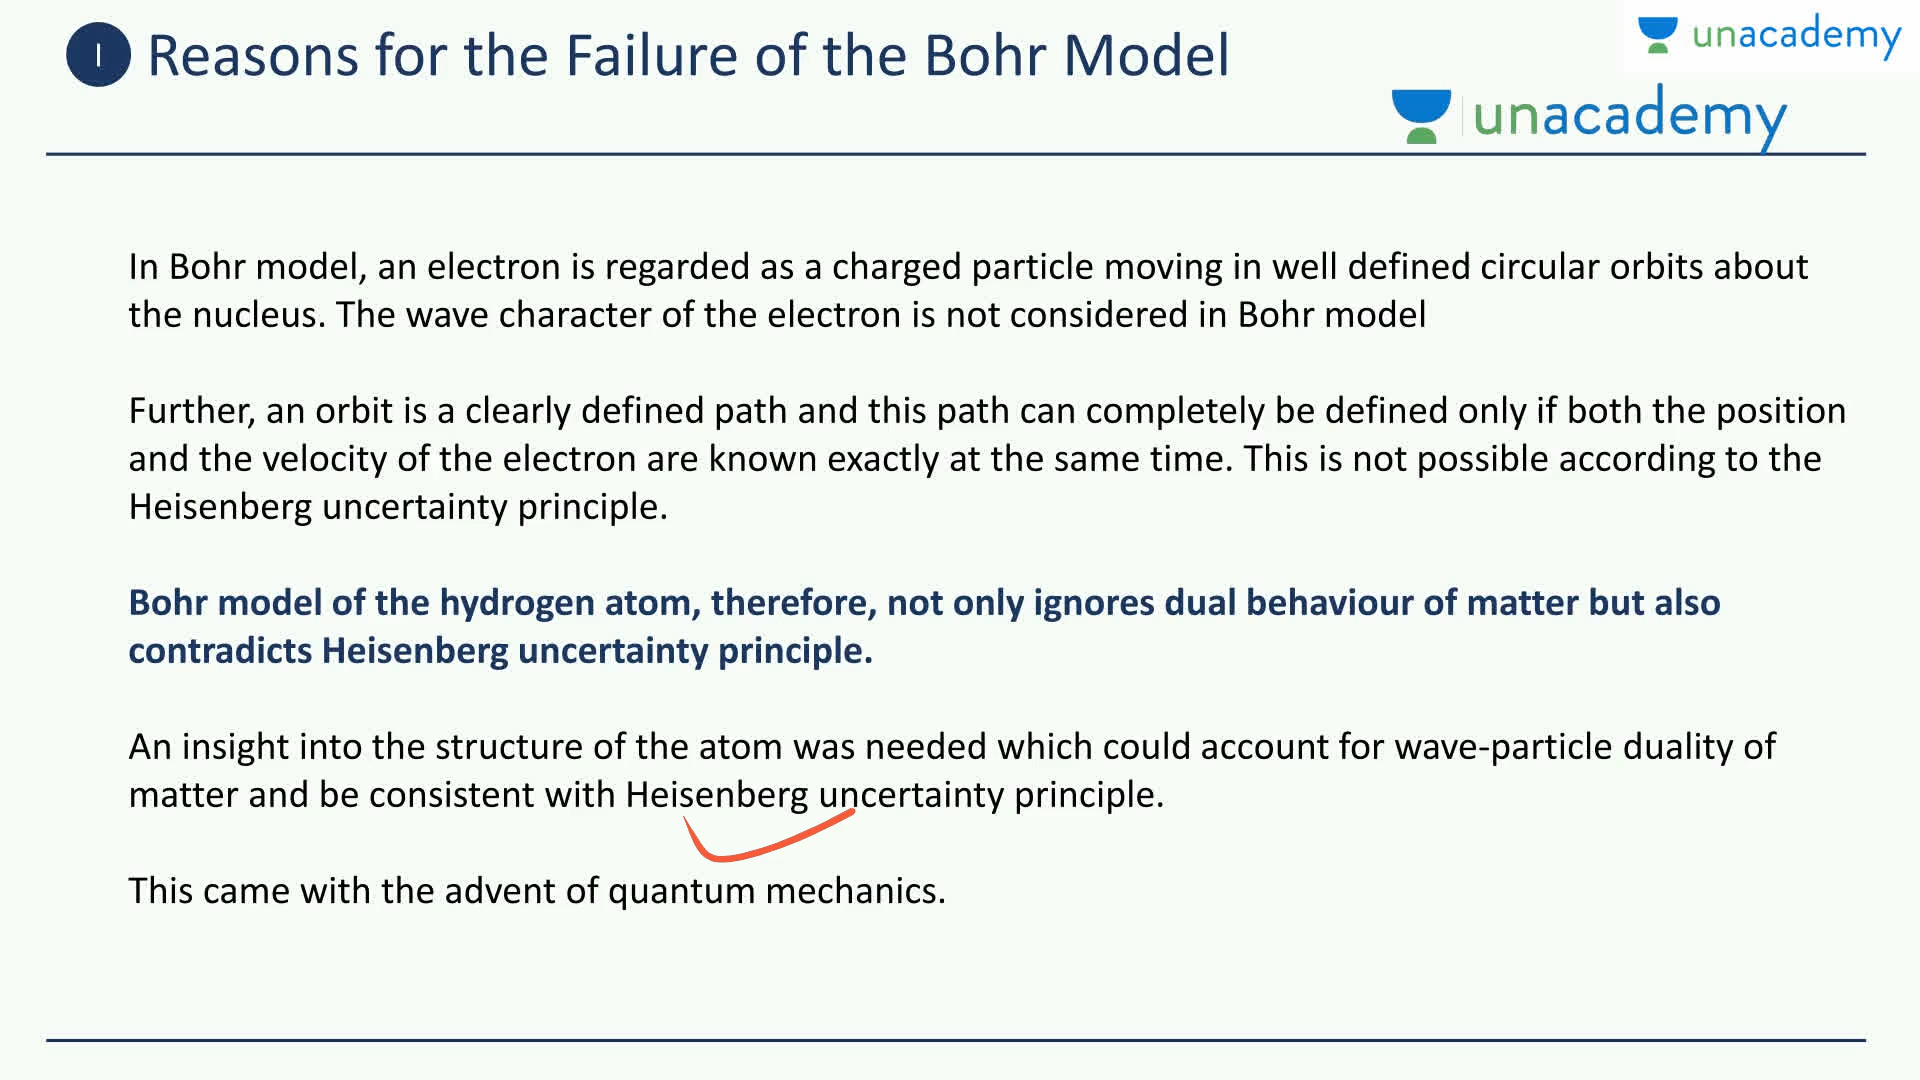 I Reasons for the Failure of the Bohr Model
unacademy
unacademy
In Bohr model, an electron is regarded as a charged particle moving in well defined circular orbits about
the nucleus. The wave character of the electron is not considered in Bohr model
Further, an orbit is a clearly defined path and this path can completely be defined only if both the position
and the velocity of the electron are known exactly at the same time. This is not possible according to the
Heisenberg uncertainty principle.
Bohr model of the hydrogen atom, therefore, not only ignores dual behaviour of matter but also
contradicts Heisenberg uncertainty principle.
An insight into the structure of the atom was needed which could account for wave-particle duality of
matter and be consistent with Heisenberg uncertainty principle.
This came with the advent of quantum mechanics.